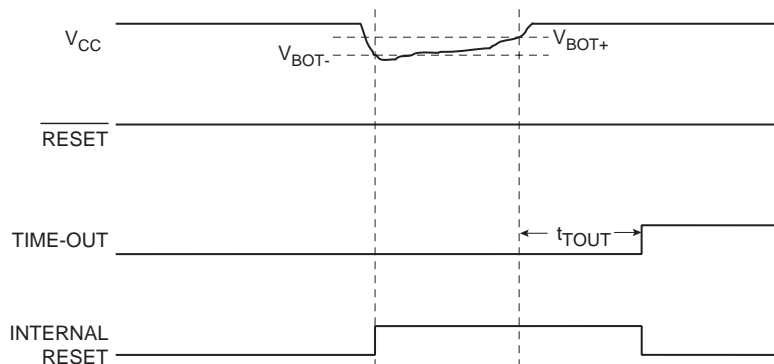 VCC
VBOT-
VBOT+
RESET
TIME-OUT
tTOUT
INTERNAL
RESET